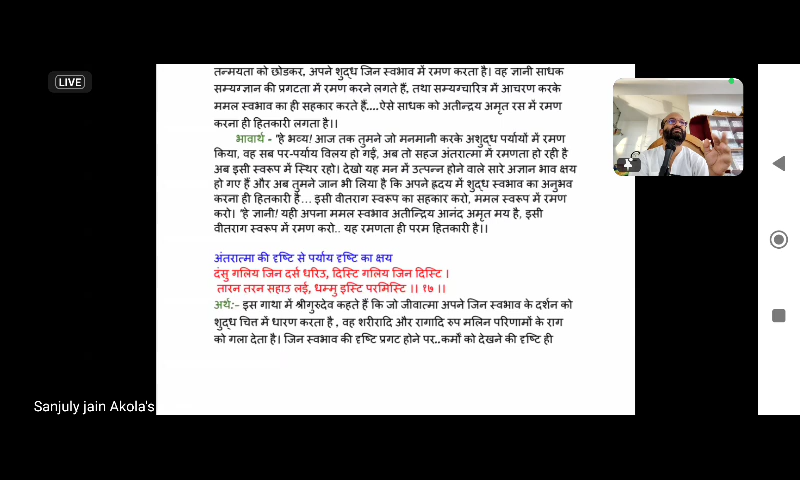 LIVE
तन्मयता को छोडकर, अपने शुद्ध जिन स्वभाव में रमण करता है। वह ज्ञानी साधक
सम्यग्ज्ञान की प्रगटता में रमण करने लगते हैं, तथा सम्यग्चारित्र में आचरण करके
ममल स्वभाव का ही सहकार करते हैं....ऐसे साधक को अतीन्द्रिय अमृत रस में रमण
करना ही हितकारी लगता है।।
भावार्थ - "हे भव्य! आज तक तुमने जो मनमानी करके अशुद्ध पर्यायों में रमण
किया, वह सब पर-पर्याय विलय हो गई, अब तो सहज अंतरात्मा में रमणता हो रही है
अब इसी स्वरूप में स्थिर रहो। देखो यह मन में उत्पन्न होने वाले सारे अज्ञान भाव क्षय
हो गए हैं और अब तुमने जान भी लिया है कि अपने ह्रदय में शुद्ध स्वभाव का अनुभव
करना ही हितकारी है... इसी वीतराग स्वरूप का सहकार करो, ममल स्वरूप में रमण
करो। "हे ज्ञानी! यही अपना ममल स्वभाव अतीन्द्रिय आनंद अमृत मय है, इसी
वीतराग स्वरूप में रमण करो.. यह रमणता ही परम हितकारी है।।
अंतरात्मा की दृष्टि से पर्याय दृष्टि का क्षय
दंसु गलिय जिन दर्स धरिउ, दिस्टि गलिय जिन दिस्टि ।
तारन तरन सहाउ लई, धम्मु इस्टि परमिस्टि ।। १७ ।।
अर्थ:- इस गाथा में श्रीगुरुदेव कहते हैं कि जो जीवात्मा अपने जिन स्वभाव के दर्शन को
शुद्ध चित्त में धारण करता है , वह शरीरादि और रागादि रुप मलिन परिणामों के राग
को गला देता है। जिन स्वभाव की दृष्टि प्रगट होने पर..कर्मो को देखने की दृष्टि ही
Sanjuly jain Akola's